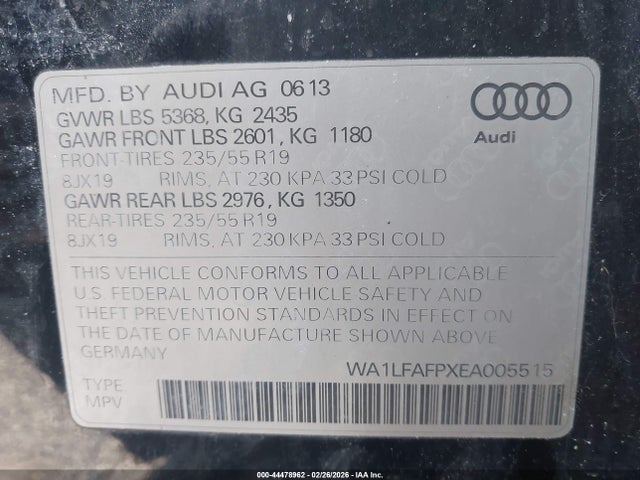 MFD. BY AUDI AG 0613
GVWR LBS 5368, KG 2435
GAWR FRONT LBS 2601, KG 1180
FRONT-TIRES 235/55 R19
8JX19 RIMS, AT 230 KPA 33 PSI COLD
GAWR REAR LBS 2976, KG 1350
REAR-TIRES 235/55 R19
8JX19 RIMS, AT 230 KPA 33 PSI COLD
Audi
THIS VEHICLE CONFORMS TO ALL APPLICABLE
U.S. FEDERAL MOTOR VEHICLE SAFETY AND
THEFT PREVENTION STANDARDS IN EFFECT ON
THE DATE OF MANUFACTURE SHOWN ABOVE
GERMANY
WA1LFAFPXEA005515
TYPE
MPV
000-44478962 • 02/26/2026 • IAA Inc.